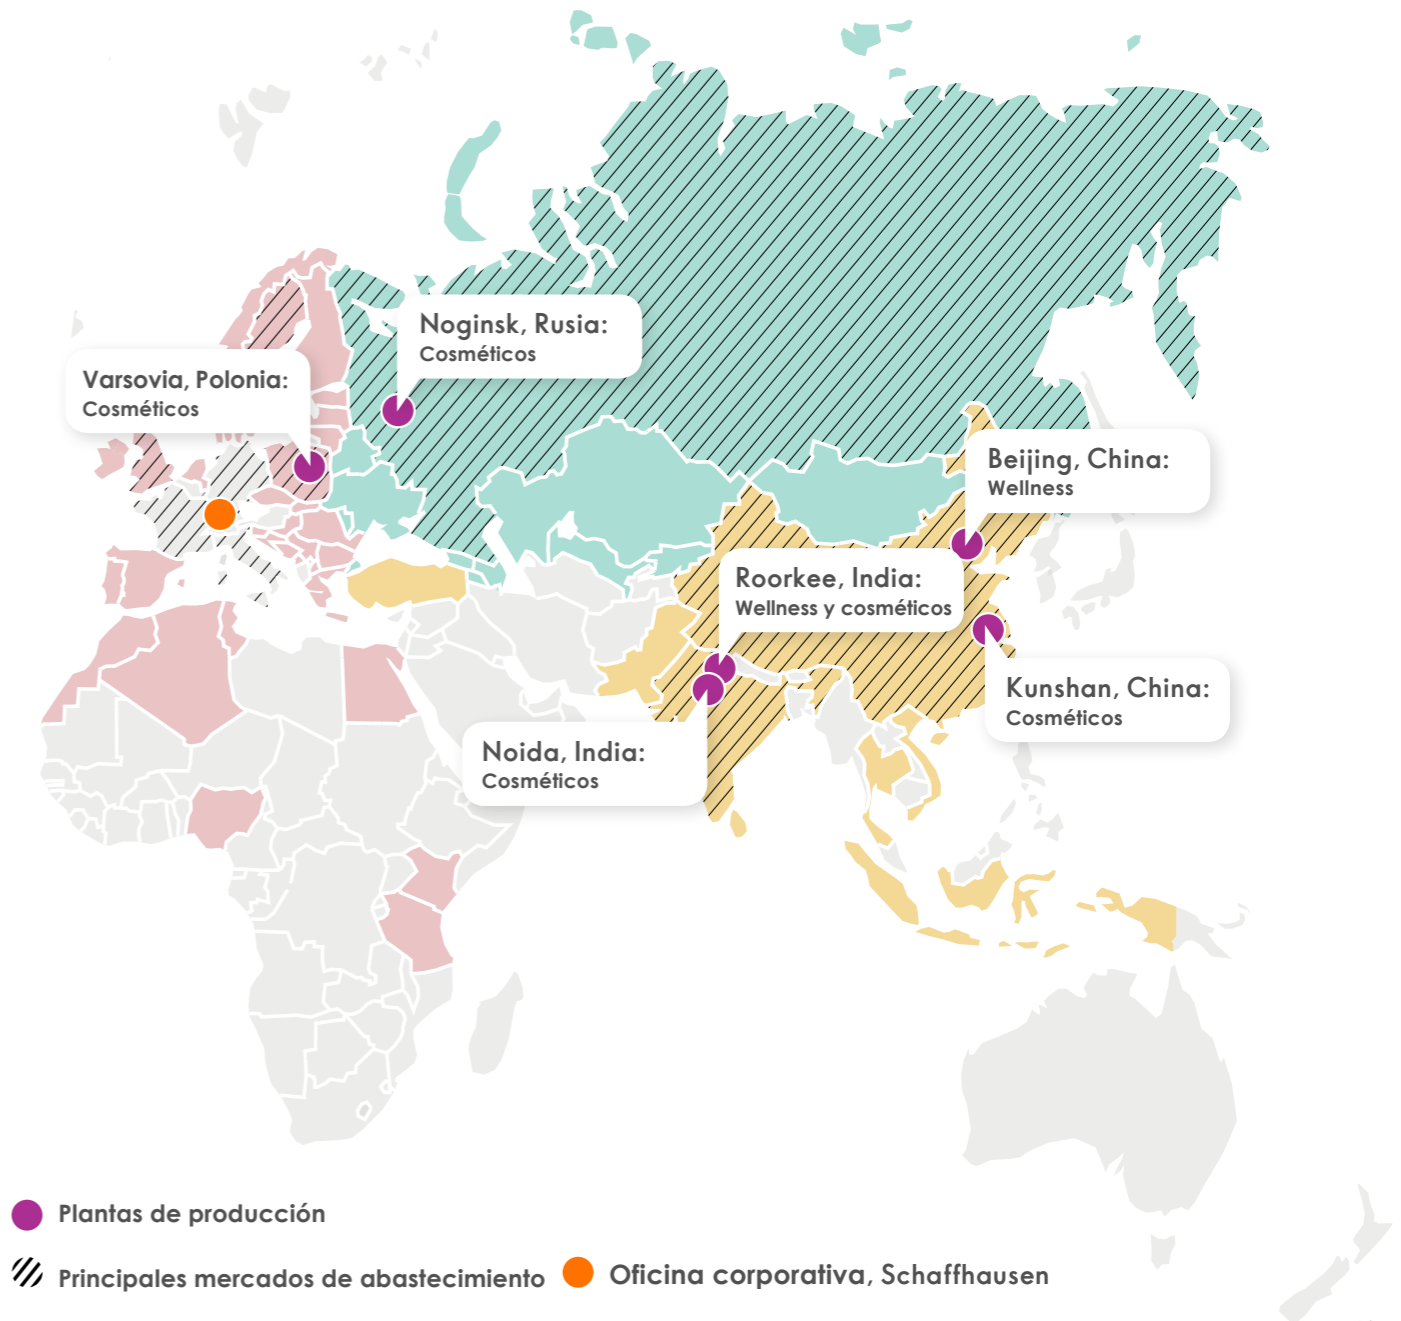 Noginsk, Rusia:
Cosméticos
Varsovia, Polonia:
Cosméticos
Beijing, China:
Wellness
Roorkee, India:
Wellness y cosméticos
Kunshan, China:
Cosméticos
Noida, India:
Cosméticos
Plantas de producción
Principales mercados de abastecimiento
Oficina corporativa, Schaffhausen